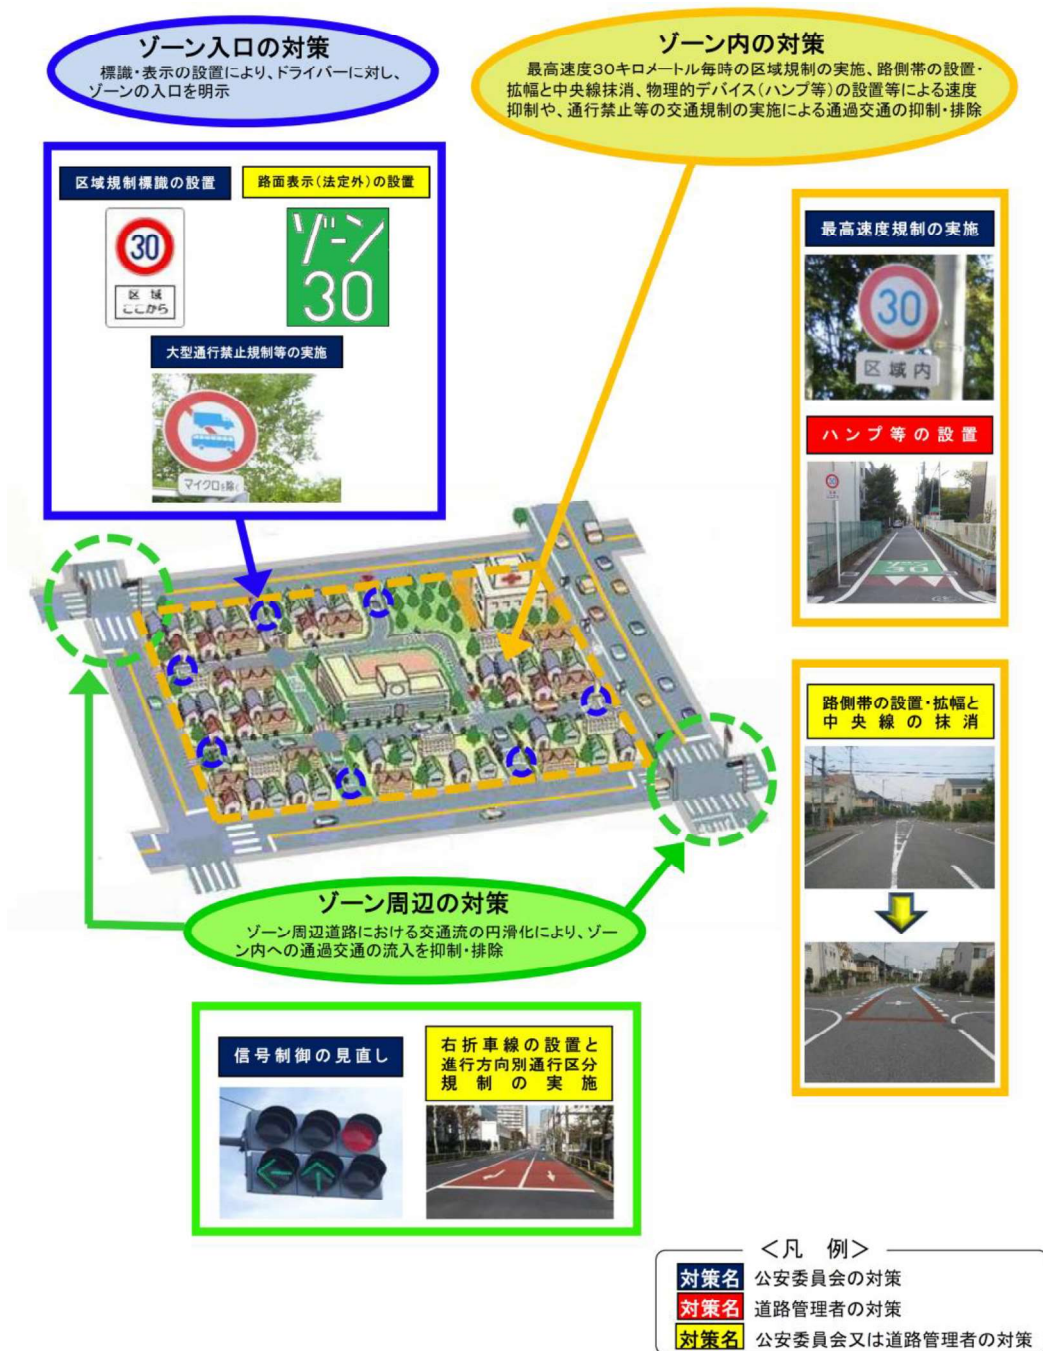 ゾーン入口の対策
標識・表示の設置により、ドライバーに対し、
ゾーンの入口を明示
ゾーン内の対策
最高速度30キロメートル毎時の区域規制の実施、路側帯の設置・
拡幅と中央線抹消、物理的デバイス(ハンプ等)の設置等による速度
抑制や、通行禁止等の交通規制の実施による通過交通の抑制・排除
区域規制標識の設置
路面表示(法定外)の設置
30
区域
ここから
ゾーン
30
大型通行禁止規制等の実施
マイクロを除く
最高速度規制の実施
30
区域内
ハンプ等の設置
ゾーン
30
路側帯の設置・拡幅と
中央線の抹消
ゾーン周辺の対策
ゾーン周辺道路における交通流の円滑化により、ゾー
ン内への通過交通の流入を抑制・排除
信号制御の見直し
右折車線の設置と
進行方向別通行区分
規制の実施
<凡 例>
対策名 公安委員会の対策
対策名 道路管理者の対策
対策名 公安委員会又は道路管理者の対策